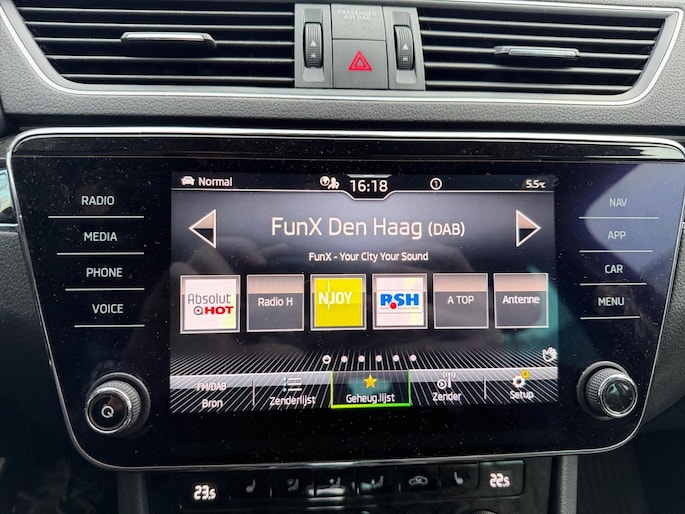 PASSENGER
AIR BAG
Normal 16:18 1 5.5°C
RADIO
MEDIA
PHONE
VOICE
NAV
APP
CAR
MENU
FunX Den Haag (DAB)
FunX - Your City Your Sound
Absolut HOT
Radio H
N-JOY
R.SH
A TOP
Antenne
FM/DAB
Bron
Zenderlijst
Geheug.lijst
Zender
Setup
23.5
22.5